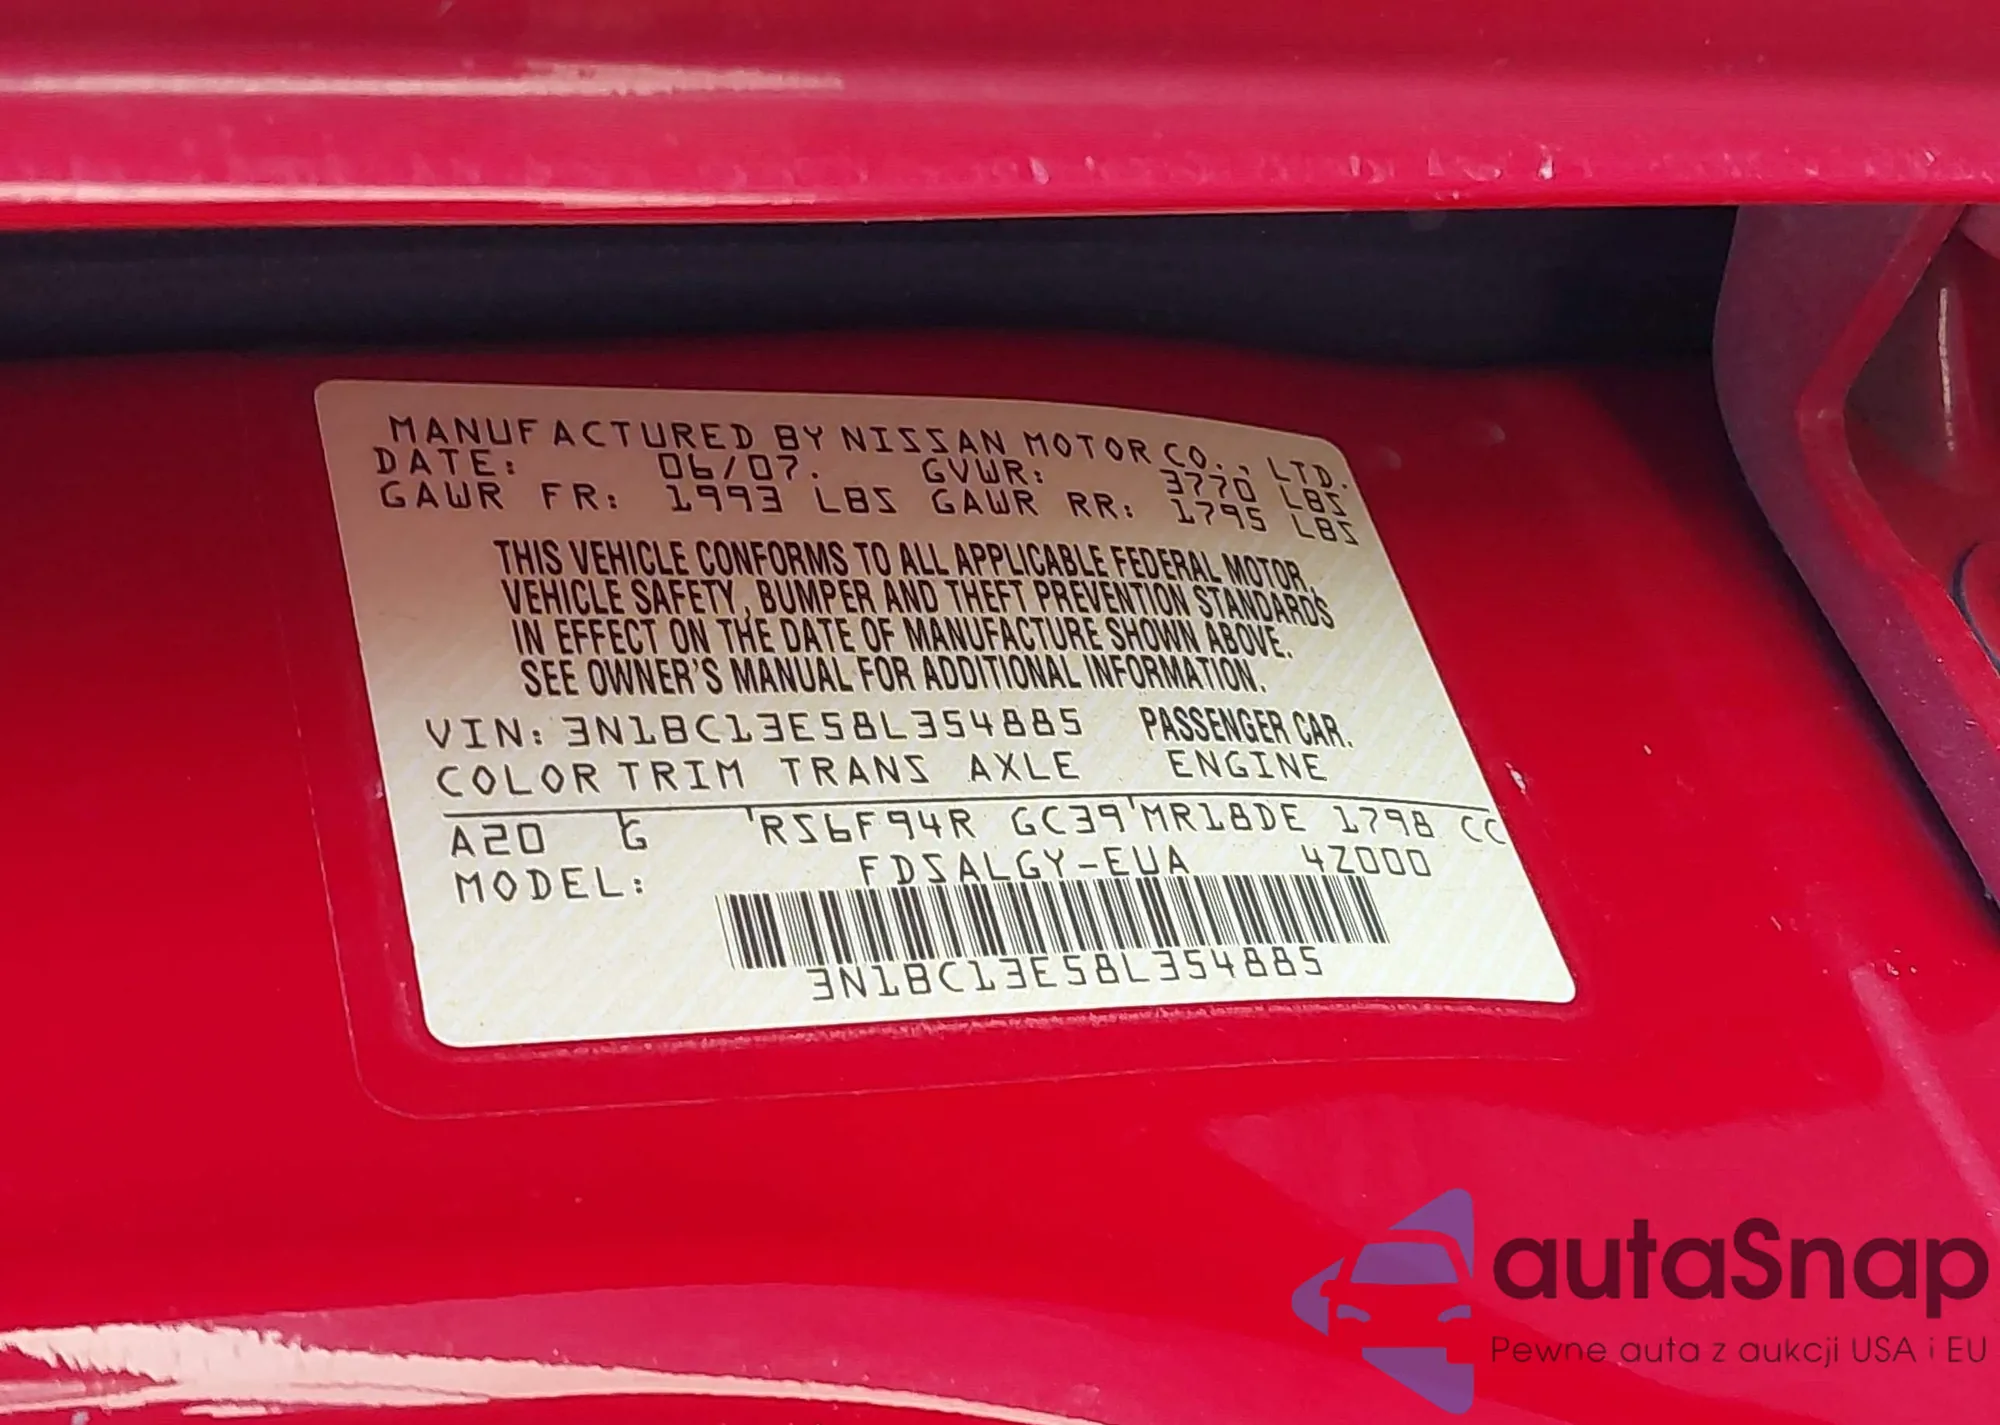 MANUFACTURED BY NISSAN MOTOR CO., LTD.
DATE: 06/07. GVWR: 3770 LBS
GAWR FR: 1993 LBS GAWR RR: 1795 LBS
THIS VEHICLE CONFORMS TO ALL APPLICABLE FEDERAL MOTOR
VEHICLE SAFETY, BUMPER AND THEFT PREVENTION STANDARDS
IN EFFECT ON THE DATE OF MANUFACTURE SHOWN ABOVE.
SEE OWNER'S MANUAL FOR ADDITIONAL INFORMATION.
VIN: 3N1BC13E58L354885 PASSENGER CAR.
COLOR TRIM TRANS AXLE ENGINE
A20 G RS6F94R GC39 MR18DE 1798 CC
MODEL: FDSALGY-EUA 4Z000
3N1BC13E58L354885
autaSnap
Pewne auta z aukcji USA i EU